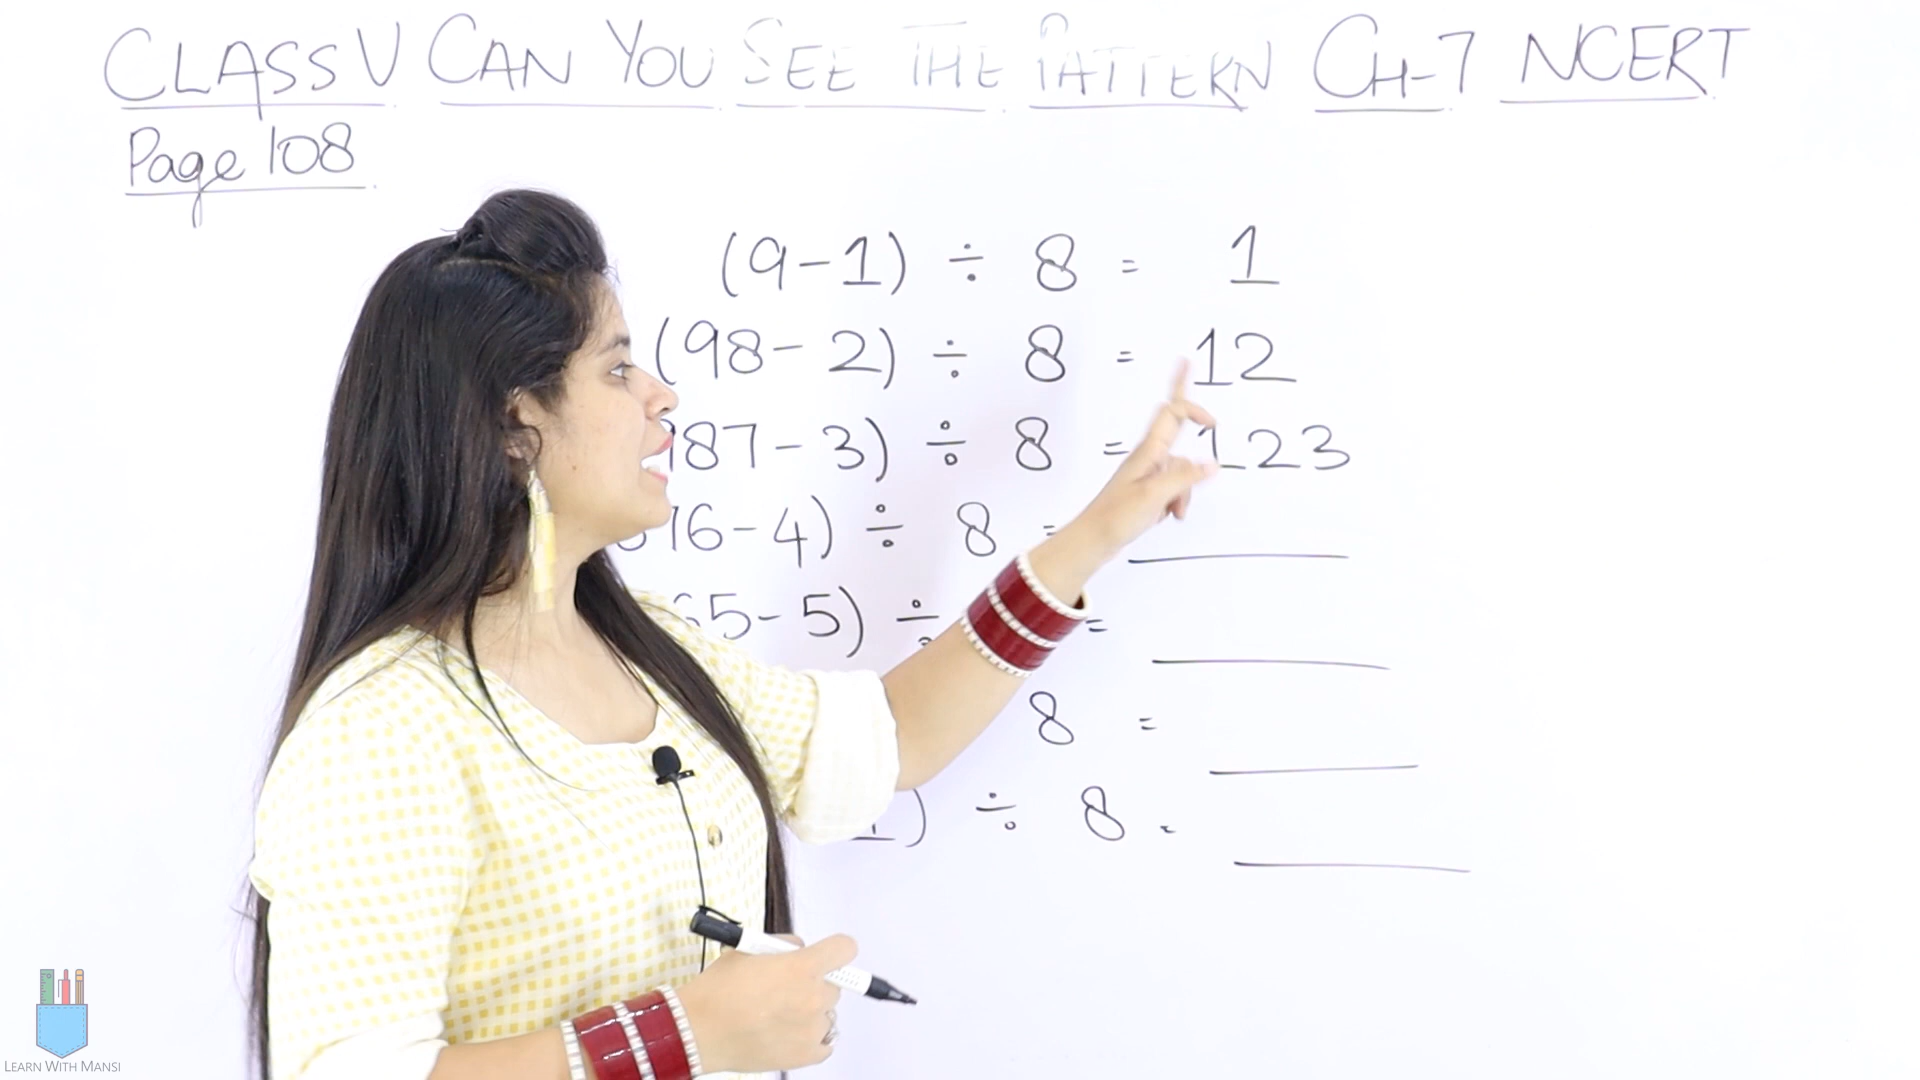 CLASS V CAN YOU SEE THE PATTERN CH-7 NCERT
Page 108
(9-1) ÷ 8 = 1
(98-2) ÷ 8 = 12
87-3) ÷ 8 = 123
6-4) ÷ 8 =
5-5) ÷ =
8 =
1) ÷ 8 =
LEARN WITH MANSI